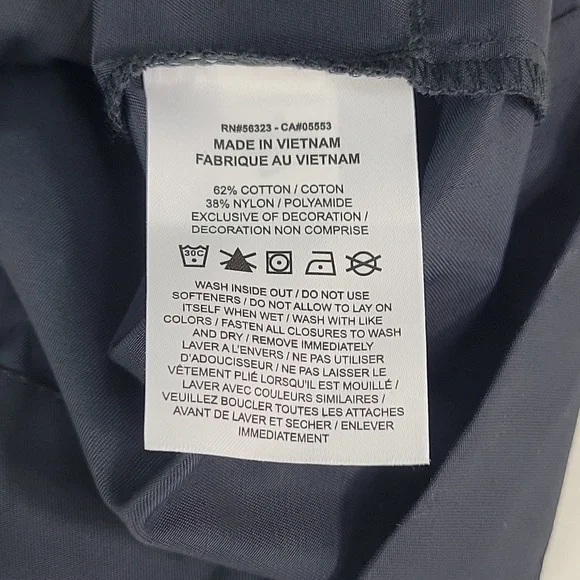 RN#56323 - CA#05553
MADE IN VIETNAM
FABRIQUE AU VIETNAM
62% COTTON / COTON
38% NYLON / POLYAMIDE
EXCLUSIVE OF DECORATION /
DECORATION NON COMPRISE
30C
WASH INSIDE OUT / DO NOT USE
SOFTENERS / DO NOT ALLOW TO LAY ON
ITSELF WHEN WET / WASH WITH LIKE
COLORS / FASTEN ALL CLOSURES TO WASH
AND DRY / REMOVE IMMEDIATELY
LAVER A L'ENVERS / NE PAS UTILISER
D'ADOUCISSEUR / NE PAS LAISSER LE
VÊTEMENT PLIÉ LORSQU'IL EST MOUILLÉ /
LAVER AVEC COULEURS SIMILAIRES /
VEUILLEZ BOUCLER TOUTES LES ATTACHES
AVANT DE LAVER ET SECHER / ENLEVER
IMMEDIATEMENT